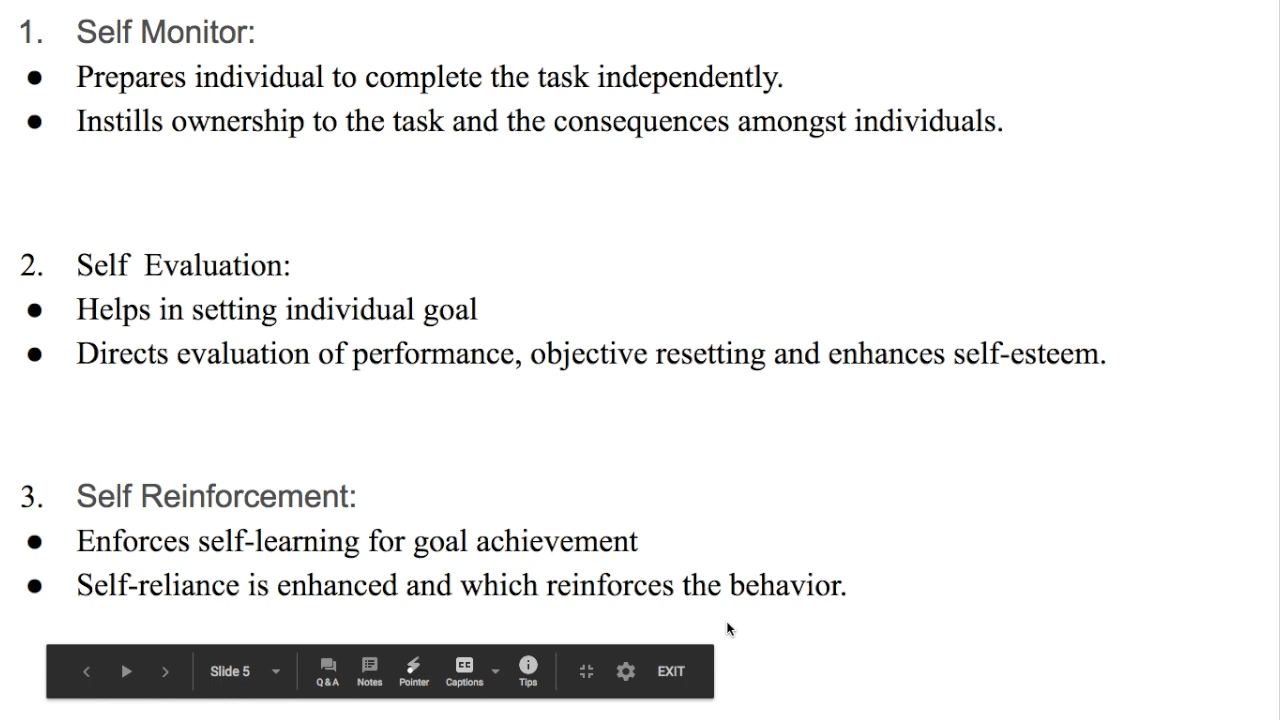 1. Self Monitor:
● Prepares individual to complete the task independently.
● Instills ownership to the task and the consequences amongst individuals.
2. Self Evaluation:
● Helps in setting individual goal
● Directs evaluation of performance, objective resetting and enhances self-esteem.
3. Self Reinforcement:
● Enforces self-learning for goal achievement
● Self-reliance is enhanced and which reinforces the behavior.
Slide 5 Q&A Notes Pointer CC Captions Tips EXIT